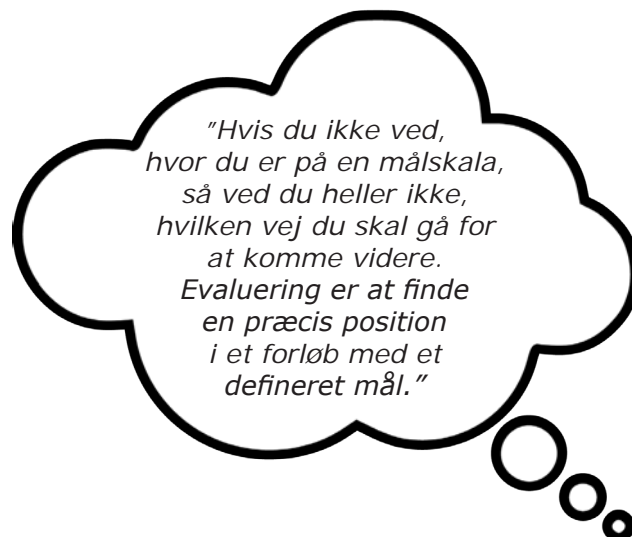 "Hvis du ikke ved,
hvor du er på en målskala,
så ved du heller ikke,
hvilken vej du skal gå for
at komme videre.
Evaluering er at finde
en præcis position
i et forløb med et
defineret mål."